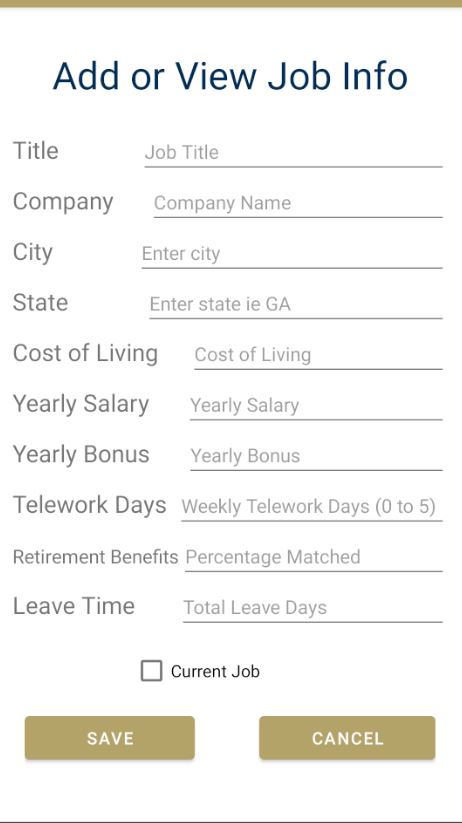 Add or View Job Info
Title Job Title
Company Company Name
City Enter city
State Enter state ie GA
Cost of Living Cost of Living
Yearly Salary Yearly Salary
Yearly Bonus Yearly Bonus
Telework Days Weekly Telework Days (0 to 5)
Retirement Benefits Percentage Matched
Leave Time Total Leave Days
Current Job
SAVE CANCEL